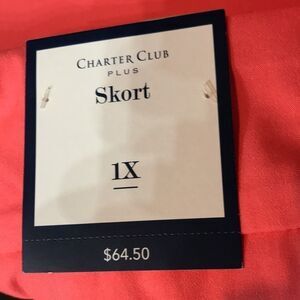 CHARTER CLUB
PLUS
Skort
1X
$64.50